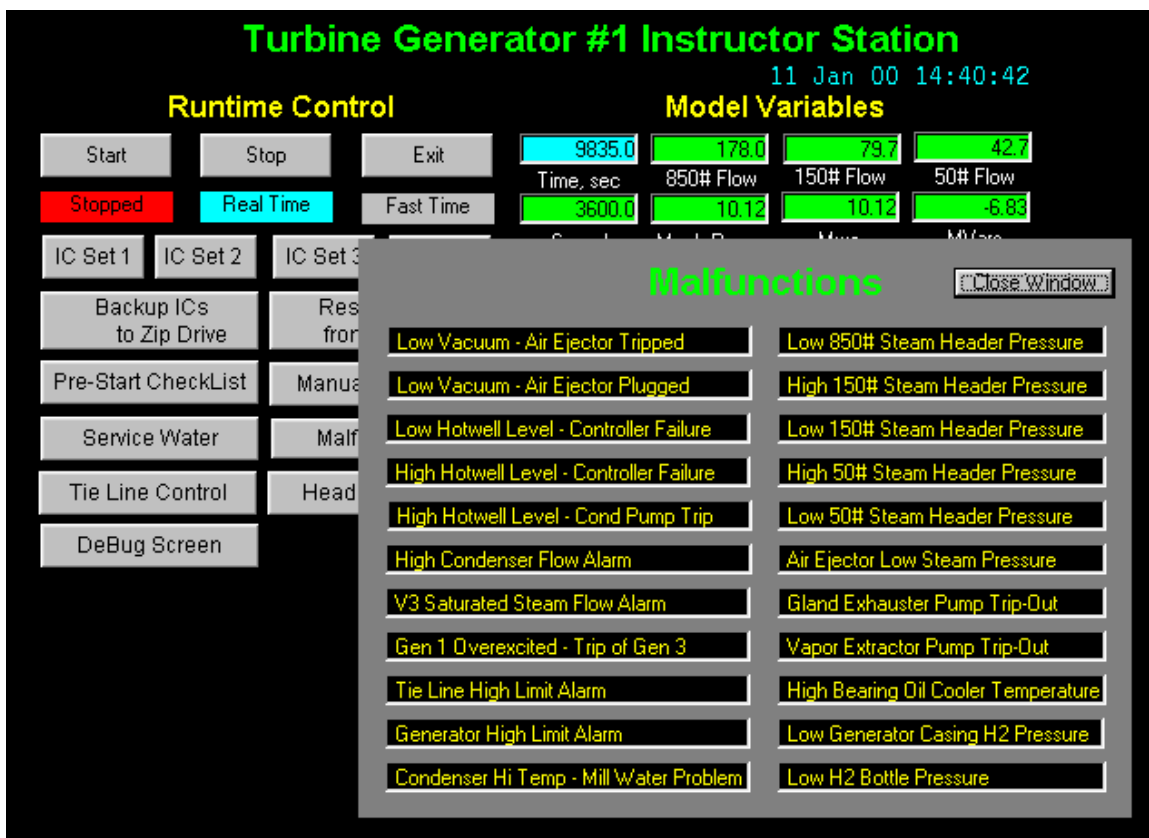 Turbine Generator #1 Instructor Station
11 Jan 00 14:40:42
Runtime Control
Model Variables
Start Stop Exit
9835.0 178.0 79.7 42.7
Time, sec 850# Flow 150# Flow 50# Flow
Stopped Real Time Fast Time
3600.0 10.12 10.12 -6.83
IC Set 1 IC Set 2 IC Set 3
Backup ICs
to Zip Drive
Pre-Start CheckList
Service Water
Tie Line Control
Head
DeBug Screen
Malfunctions
Close Window
Low Vacuum - Air Ejector Tripped
Low Vacuum - Air Ejector Plugged
Low Hotwell Level - Controller Failure
High Hotwell Level - Controller Failure
High Hotwell Level - Cond Pump Trip
High Condenser Flow Alarm
V3 Saturated Steam Flow Alarm
Gen 1 Overexcited - Trip of Gen 3
Tie Line High Limit Alarm
Generator High Limit Alarm
Condenser Hi Temp - Mill Water Problem
Low 850# Steam Header Pressure
High 150# Steam Header Pressure
Low 150# Steam Header Pressure
High 50# Steam Header Pressure
Low 50# Steam Header Pressure
Air Ejector Low Steam Pressure
Gland Exhauster Pump Trip-Out
Vapor Extractor Pump Trip-Out
High Bearing Oil Cooler Temperature
Low Generator Casing H2 Pressure
Low H2 Bottle Pressure